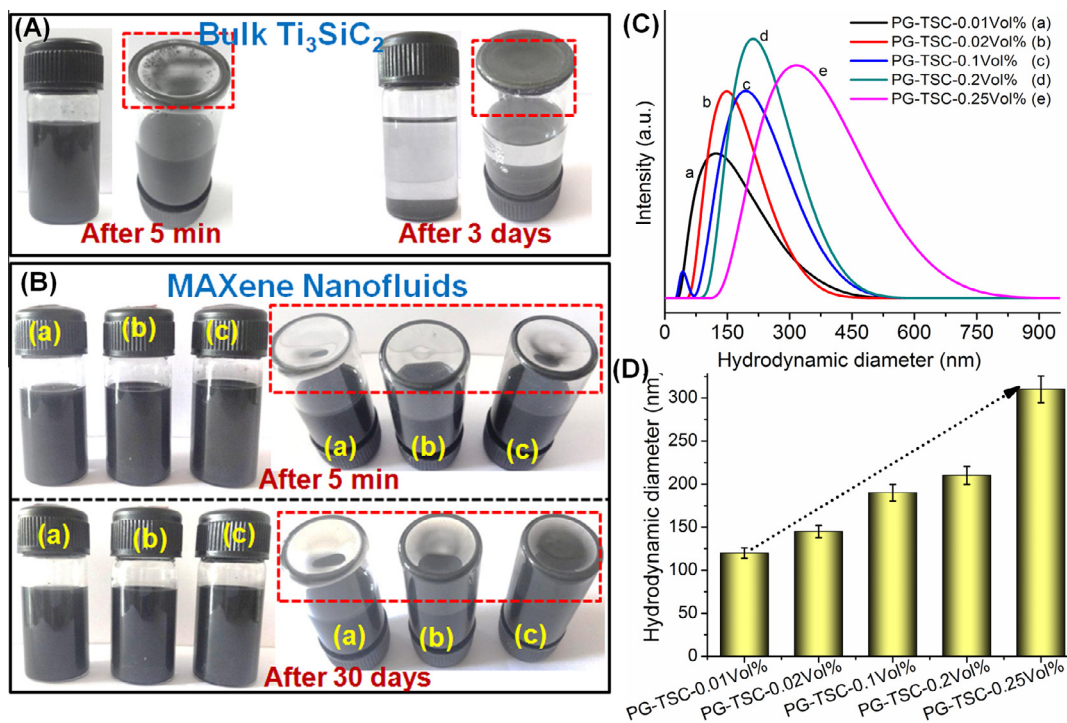 (A)
Bulk Ti₃SiC₂
After 5 min
After 3 days
(B)
MAXene Nanofluids
(a)
(b)
(c)
(a)
(b)
(c)
After 5 min
(a)
(b)
(c)
(a)
(b)
(c)
After 30 days
(C)
PG-TSC-0.01Vol% (a)
PG-TSC-0.02Vol% (b)
PG-TSC-0.1Vol% (c)
PG-TSC-0.2Vol% (d)
PG-TSC-0.25Vol% (e)
a
b
c
d
e
Intensity (a.u.)
0 150 300 450 600 750 900
Hydrodynamic diameter (nm)
(D)
Hydrodynamic diameter (nm)
300
250
200
150
100
50
0
PG-TSC-0.01Vol%
PG-TSC-0.02Vol%
PG-TSC-0.1Vol%
PG-TSC-0.2Vol%
PG-TSC-0.25Vol%